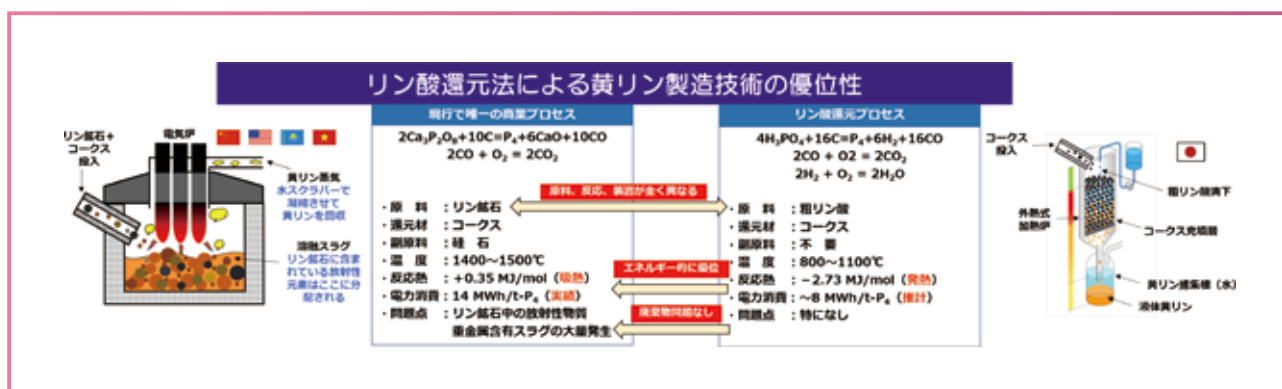 リン酸還元法による黄リン製造技術の優位性
リン鉱石+
コークス
投入
電気炉
黄リン蒸気
水スクラバーで
凝縮させて
黄リンを回収
溶融スラグ
リン鉱石に含ま
れている放射性
元素はここに分
配される
現行で唯一の商業プロセス
2Ca₃P₂O₈+10C=P₄+6CaO+10CO
2CO + O₂ = 2CO₂
・原　料　：リン鉱石
・還元材　：コークス
・副原料　：硅　石
・温　度　：1400～1500℃
・反応熱　：+0.35 MJ/mol（吸熱）
・電力消費：14 MWh/t-P₄（実績）
・問題点　：リン鉱石中の放射性物質
重金属含有スラグの大量発生
原料、反応、装置が全く異なる
エネルギー的に優位
廃棄物問題なし
リン酸還元プロセス
4H₃PO₄+16C=P₄+6H₂+16CO
2CO + O2 = 2CO₂
2H₂ + O₂ = 2H₂O
・原　料　：粗リン酸
・還元材　：コークス
・副原料　：不　要
・温　度　：800～1100℃
・反応熱　：−2.73 MJ/mol（発熱）
・電力消費：～8 MWh/t-P₄（推計）
・問題点　：特になし
コークス
投入
粗リン酸滴下
外熱式
加熱炉
コークス充填層
黄リン捕集槽（水）
液体黄リン